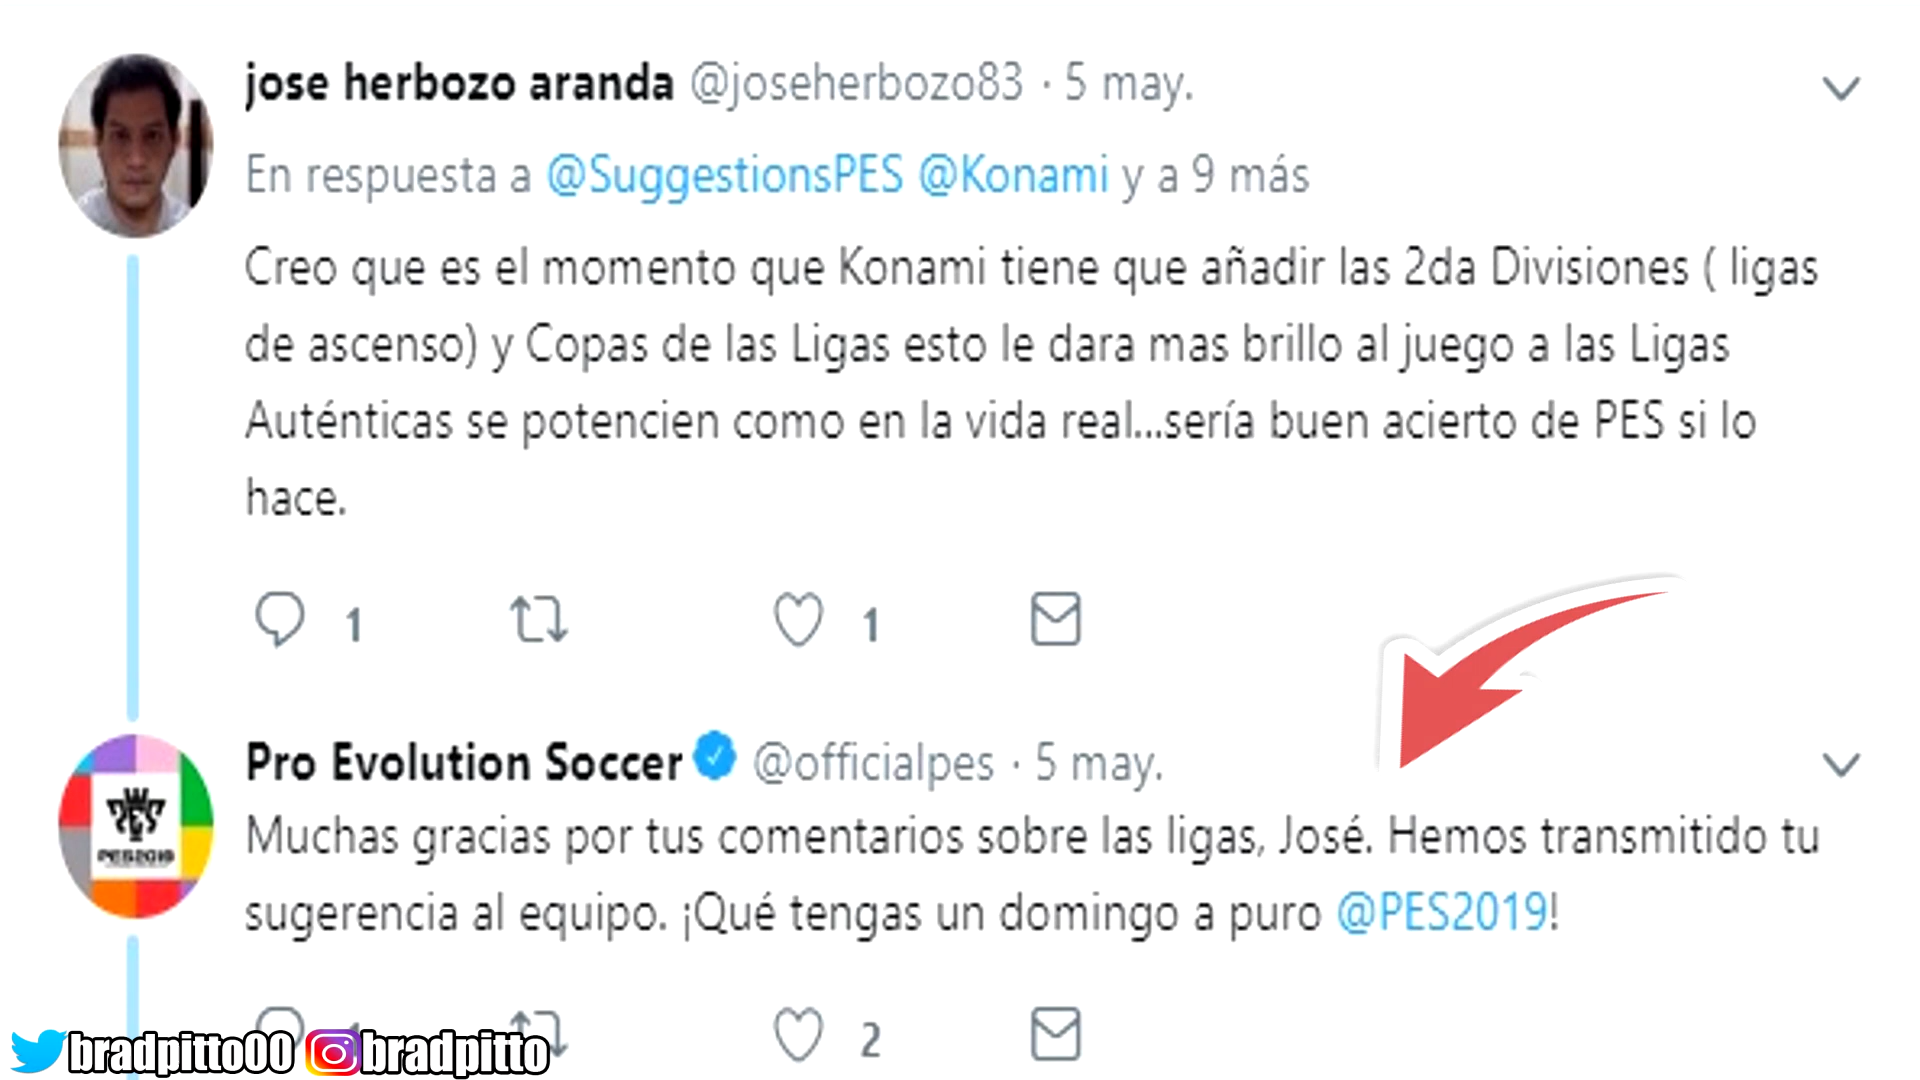 jose herbozo aranda @joseherbozo83 · 5 may.
En respuesta a @SuggestionsPES @Konami y a 9 más
Creo que es el momento que Konami tiene que añadir las 2da Divisiones ( ligas
de ascenso) y Copas de las Ligas esto le dara mas brillo al juego a las Ligas
Auténticas se potencien como en la vida real...sería buen acierto de PES si lo
hace.
1 1
Pro Evolution Soccer @officialpes · 5 may.
PES2019
Muchas gracias por tus comentarios sobre las ligas, José. Hemos transmitido tu
sugerencia al equipo. ¡Qué tengas un domingo a puro @PES2019!
2
bradpitto00 bradpitto